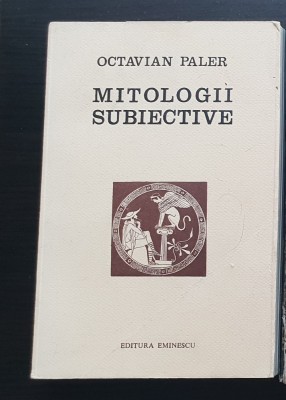 OCTAVIAN PALER
MITOLOGII
SUBIECTIVE
EDITURA EMINESCU